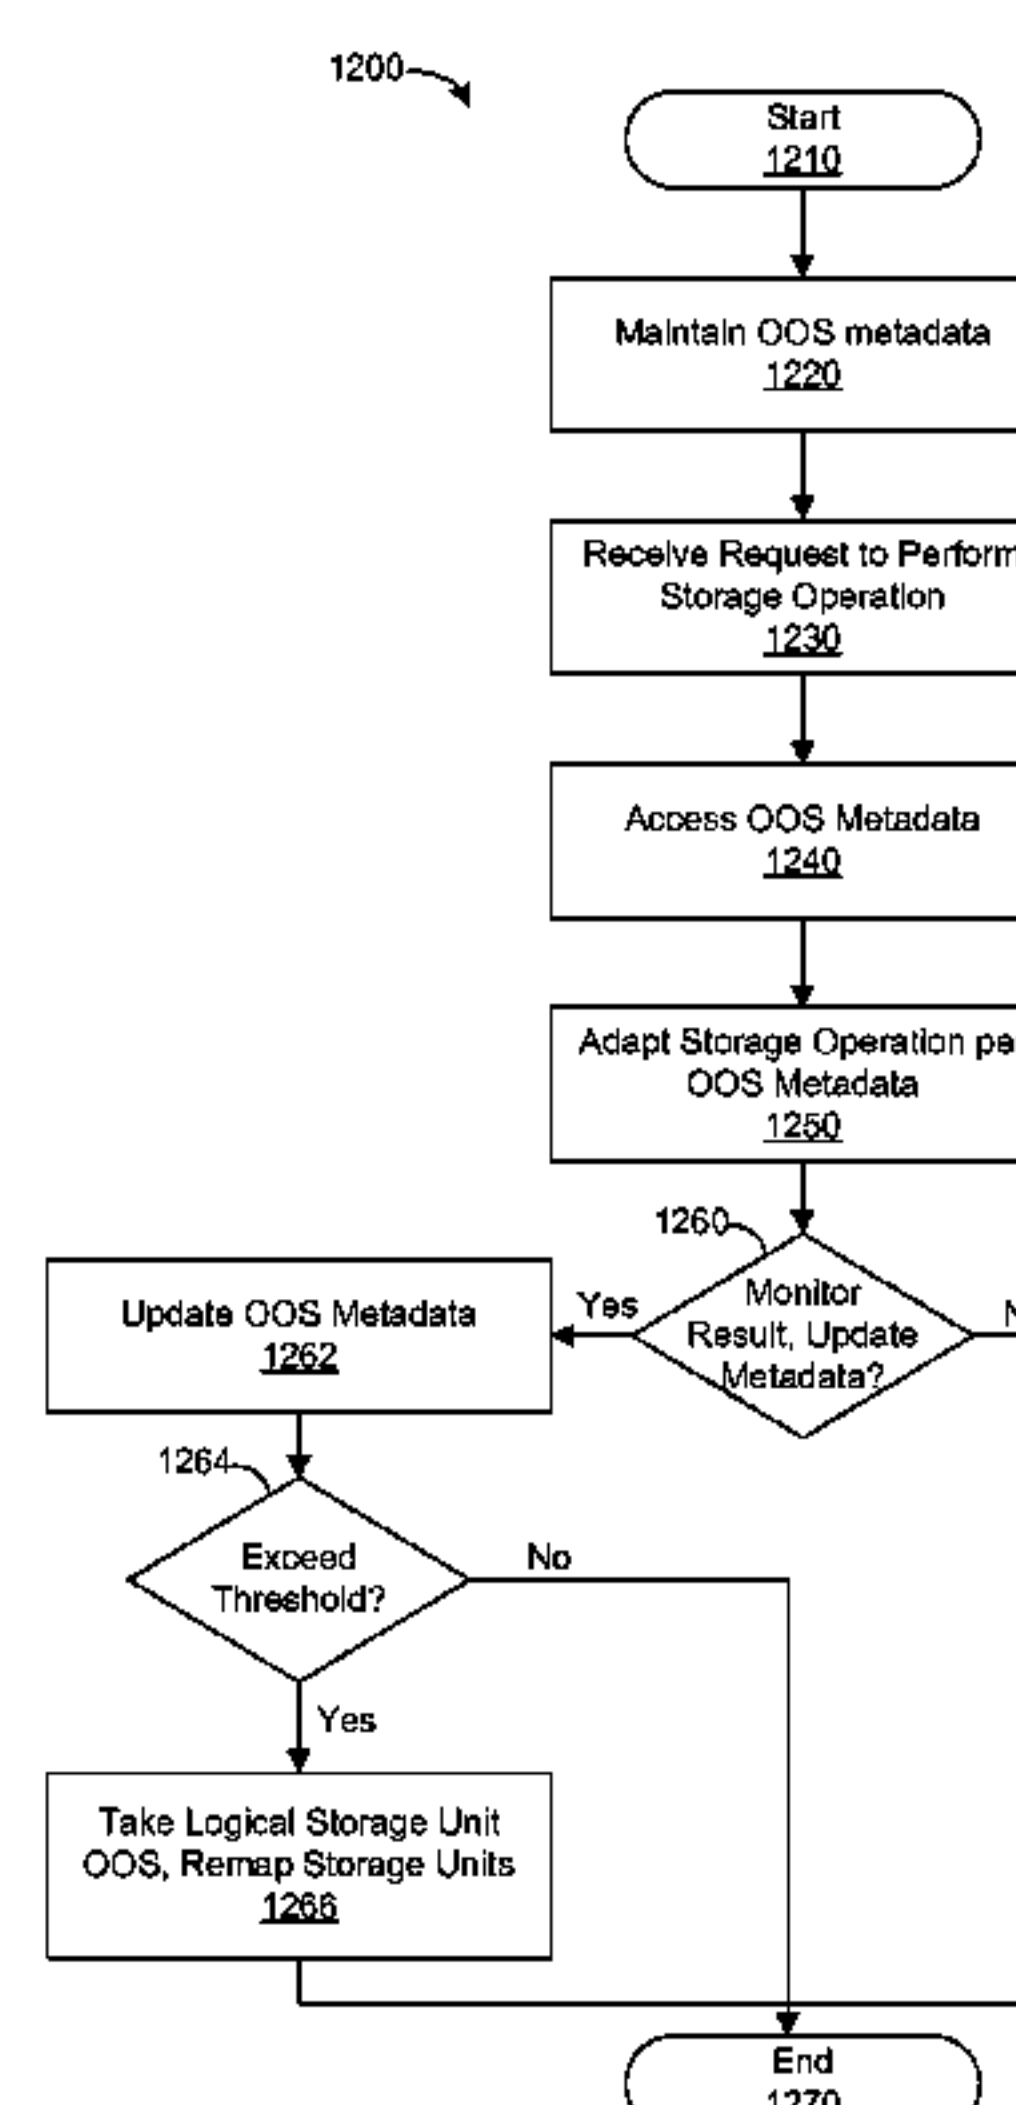 1200
Start
1210
Maintain OOS metadata
1220
Receive Request to Perform
Storage Operation
1230
Access OOS Metadata
1240
Adapt Storage Operation pe
OOS Metadata
1250
1260
Monitor
Result, Update
Metadata?
Yes
N
Update OOS Metadata
1262
1264
Exceed
Threshold?
No
Yes
Take Logical Storage Unit
OOS, Remap Storage Units
1266
End
1270